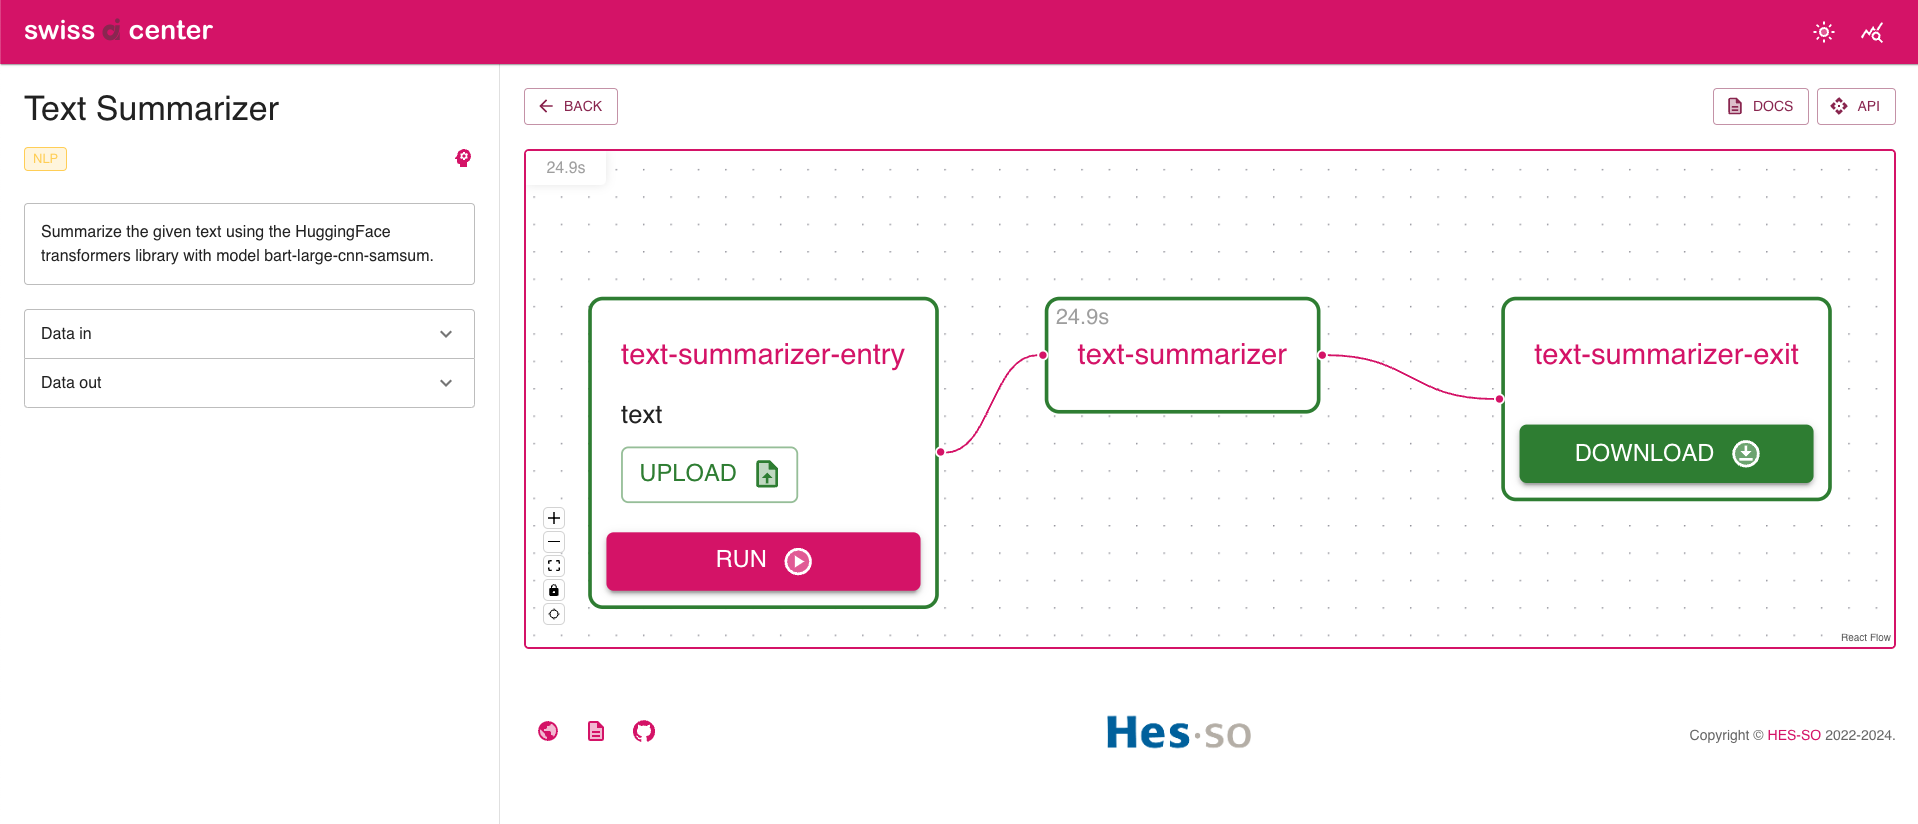 swiss ai center
Text Summarizer
NLP
Summarize the given text using the HuggingFace
transformers library with model bart-large-cnn-samsum.
Data in
Data out
BACK
DOCS
API
24.9s
text-summarizer-entry
text
UPLOAD
RUN
24.9s
text-summarizer
text-summarizer-exit
DOWNLOAD
React Flow
Hes·so
Copyright © HES-SO 2022-2024.